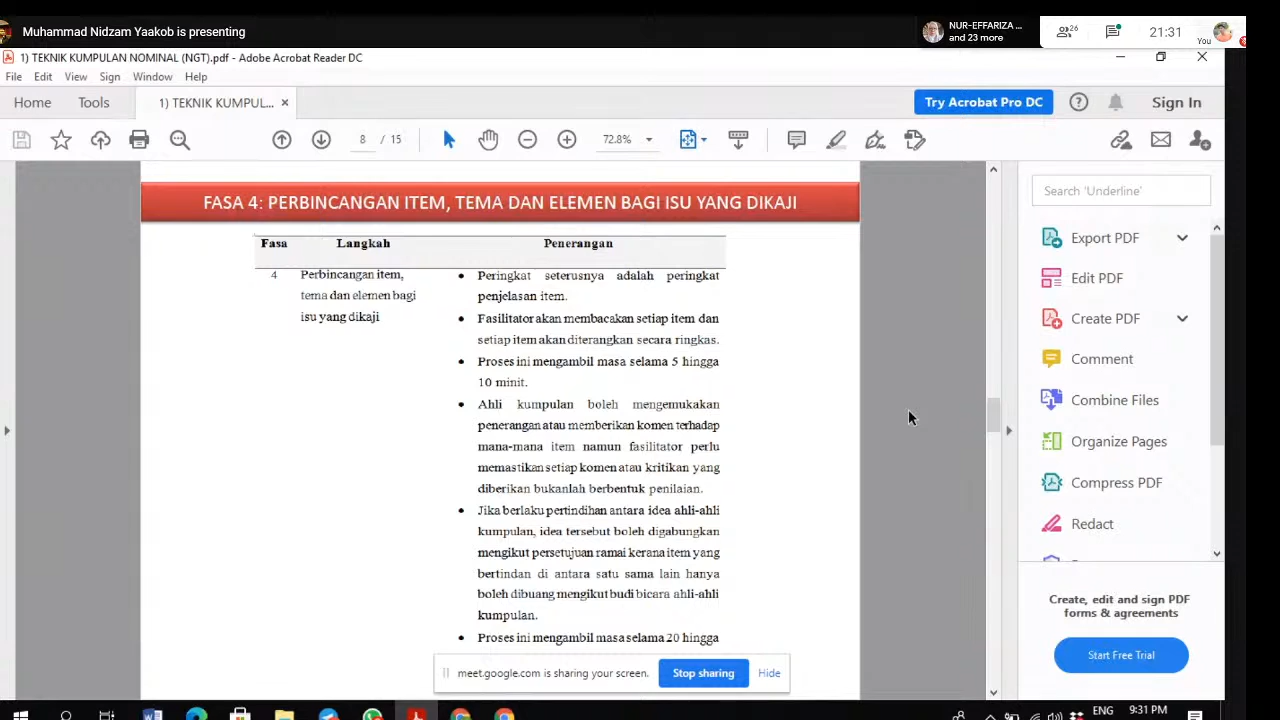 Muhammad Nidzam Yaakob is presenting
NUR-EFFARIZA ...
and 23 more
26
21:31
You
1) TEKNIK KUMPULAN NOMINAL (NGT).pdf - Adobe Acrobat Reader DC
File Edit View Sign Window Help
Home Tools 1) TEKNIK KUMPUL... × Try Acrobat Pro DC Sign In
8 / 15 72.8%
FASA 4: PERBINCANGAN ITEM, TEMA DAN ELEMEN BAGI ISU YANG DIKAJI
Fasa Langkah Penerangan
4 Perbincangan item,
tema dan elemen bagi
isu yang dikaji
• Peringkat seterusnya adalah peringkat
penjelasan item.
• Fasilitator akan membacakan setiap item dan
setiap item akan diterangkan secara ringkas.
• Proses ini mengambil masa selama 5 hingga
10 minit.
• Ahli kumpulan boleh mengemukakan
penerangan atau memberikan komen terhadap
mana-mana item namun fasilitator perlu
memastikan setiap komen atau kritikan yang
diberikan bukanlah berbentuk penilaian.
• Jika berlaku pertindihan antara idea ahli-ahli
kumpulan, idea tersebut boleh digabungkan
mengikut persetujuan ramai kerana item yang
bertindan di antara satu sama lain hanya
boleh dibuang mengikut budi bicara ahli-ahli
kumpulan.
• Proses ini mengambil masa selama 20 hingga
Search 'Underline'
Export PDF
Edit PDF
Create PDF
Comment
Combine Files
Organize Pages
Compress PDF
Redact
Create, edit and sign PDF
forms & agreements
Start Free Trial
meet.google.com is sharing your screen. Stop sharing Hide
ENG 9:31 PM